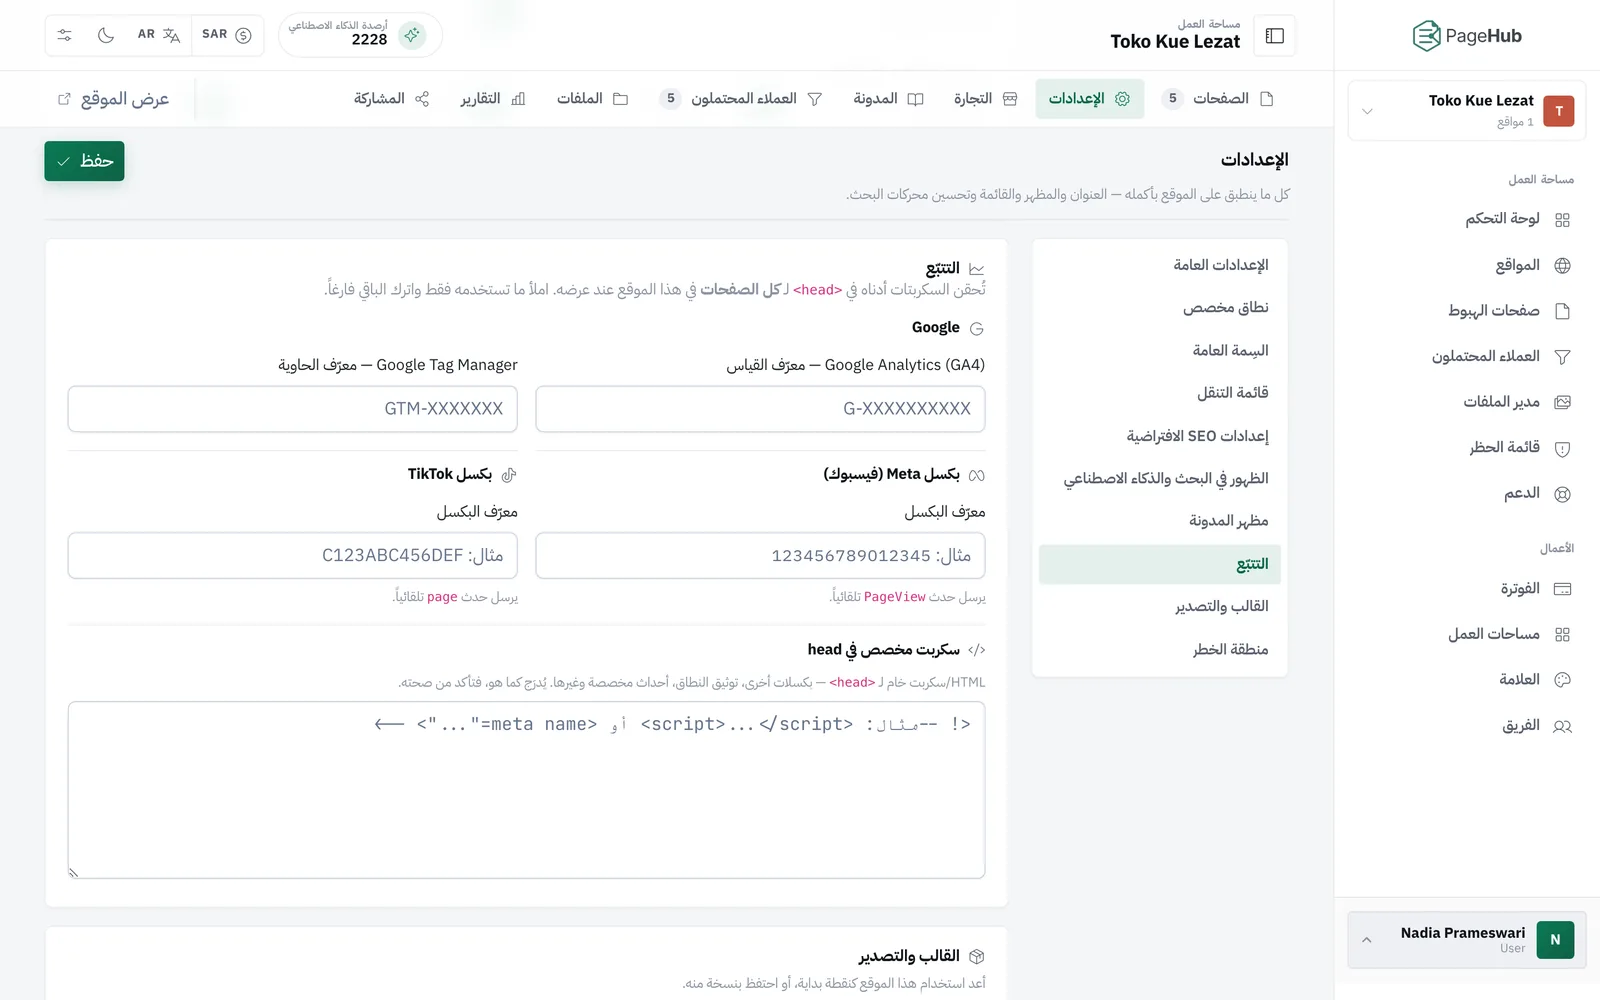 PageHub
Toko Kue Lezat
1 مواقع
T
مساحة العمل
لوحة التحكم
المواقع
صفحات الهبوط
العملاء المحتملون
مدير الملفات
قائمة الحظر
الدعم
الأعمال
الفوترة
مساحات العمل
العلامة
الفريق
Nadia Prameswari
User
N
مساحة العمل
Toko Kue Lezat
أرصدة الذكاء الاصطناعي
2228
SAR
AR
الصفحات 5
الإعدادات
التجارة
المدونة
العملاء المحتملون 5
الملفات
التقارير
المشاركة
عرض الموقع
الإعدادات
كل ما ينطبق على الموقع بأكمله — العنوان والمظهر والقائمة وتحسين محركات البحث.
حفظ
الإعدادات العامة
نطاق مخصص
السِمة العامة
قائمة التنقل
إعدادات SEO الافتراضية
الظهور في البحث والذكاء الاصطناعي
مظهر المدونة
التتبّع
القالب والتصدير
منطقة الخطر
التتبّع
تُحقن السكربتات أدناه في <head> لـ كل الصفحات في هذا الموقع عند عرضه. املأ ما تستخدمه فقط واترك الباقي فارغاً.
Google
Google Analytics (GA4) — معرّف القياس
G-XXXXXXXXXX
Google Tag Manager — معرّف الحاوية
GTM-XXXXXXX
بكسل Meta (فيسبوك)
معرّف البكسل
مثال: 123456789012345
يرسل حدث PageView تلقائياً.
بكسل TikTok
معرّف البكسل
مثال: C123ABC456DEF
يرسل حدث page تلقائياً.
سكربت مخصص في head
HTML/سكربت خام لـ <head> — بكسلات أخرى، توثيق النطاق، أحداث مخصصة وغيرها. يُدرَج كما هو، فتأكد من صحته.
<!-- مثال: <script>...</script> أو <meta name="..."> -->
القالب والتصدير
أعد استخدام هذا الموقع كنقطة بداية، أو احتفظ بنسخة منه.